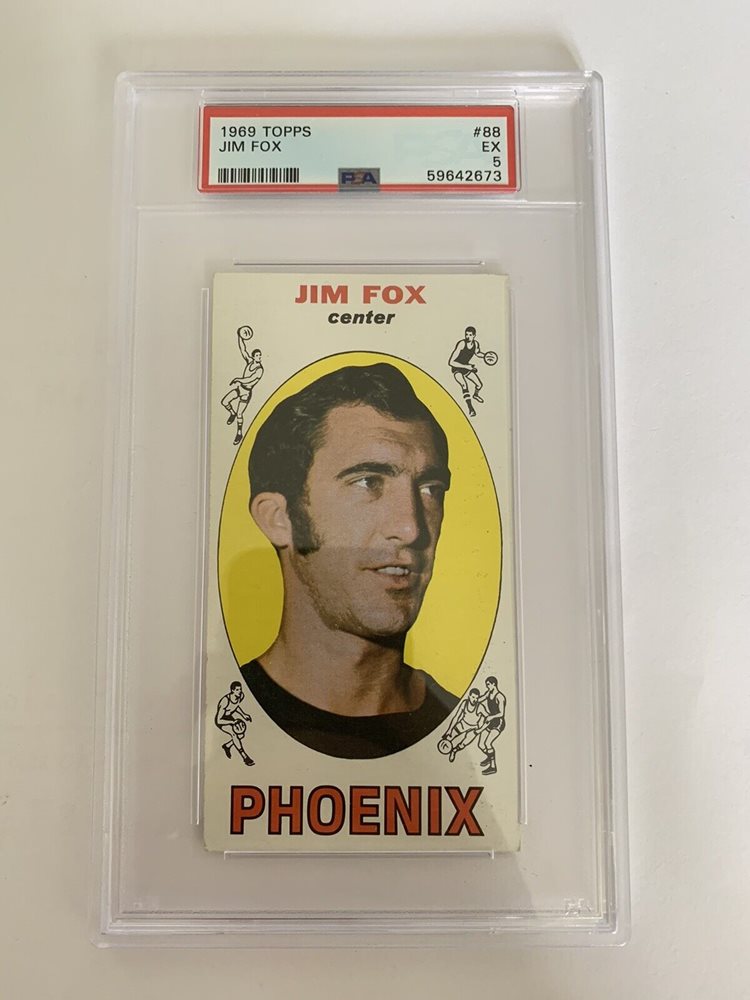 1969 TOPPS #88
JIM FOX EX
5
PSA 59642673
JIM FOX
center
PHOENIX